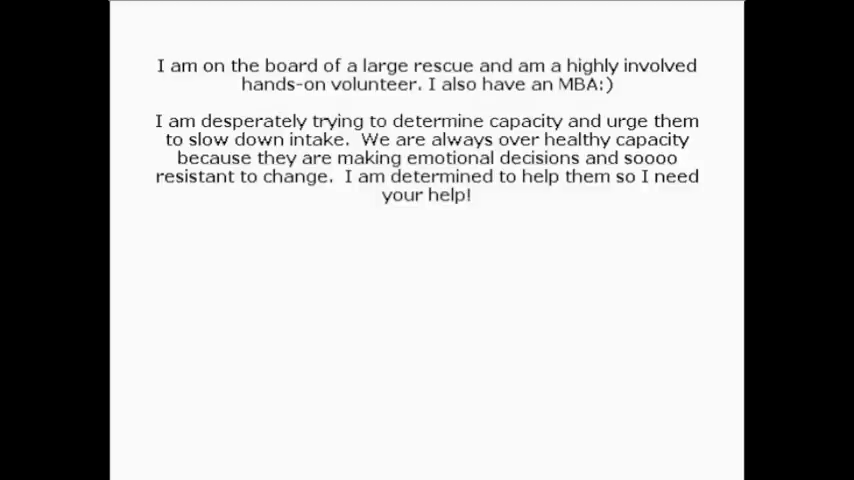 I am on the board of a large rescue and am a highly involved
hands-on volunteer. I also have an MBA:)
I am desperately trying to determine capacity and urge them
to slow down intake. We are always over healthy capacity
because they are making emotional decisions and soooo
resistant to change. I am determined to help them so I need
your help!